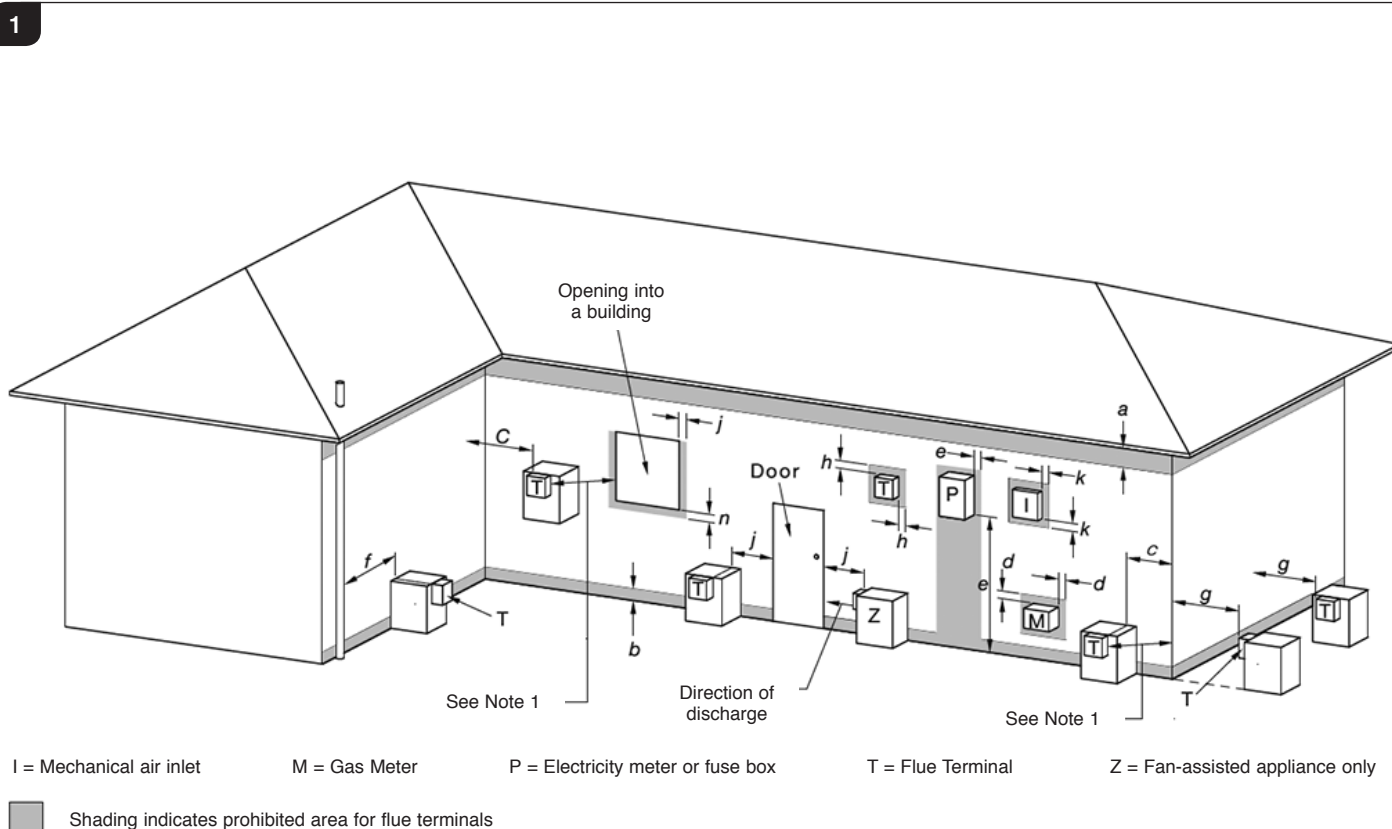 1
Opening into
a building
a
C
j
e
h
k
Door
T
T
P
I
n
h
k
f
j
j
d
d
c
g
g
e
T
Z
M
T
T
T
b
See Note 1
Direction of
discharge
See Note 1
T
I = Mechanical air inlet M = Gas Meter P = Electricity meter or fuse box T = Flue Terminal Z = Fan-assisted appliance only
Shading indicates prohibited area for flue terminals